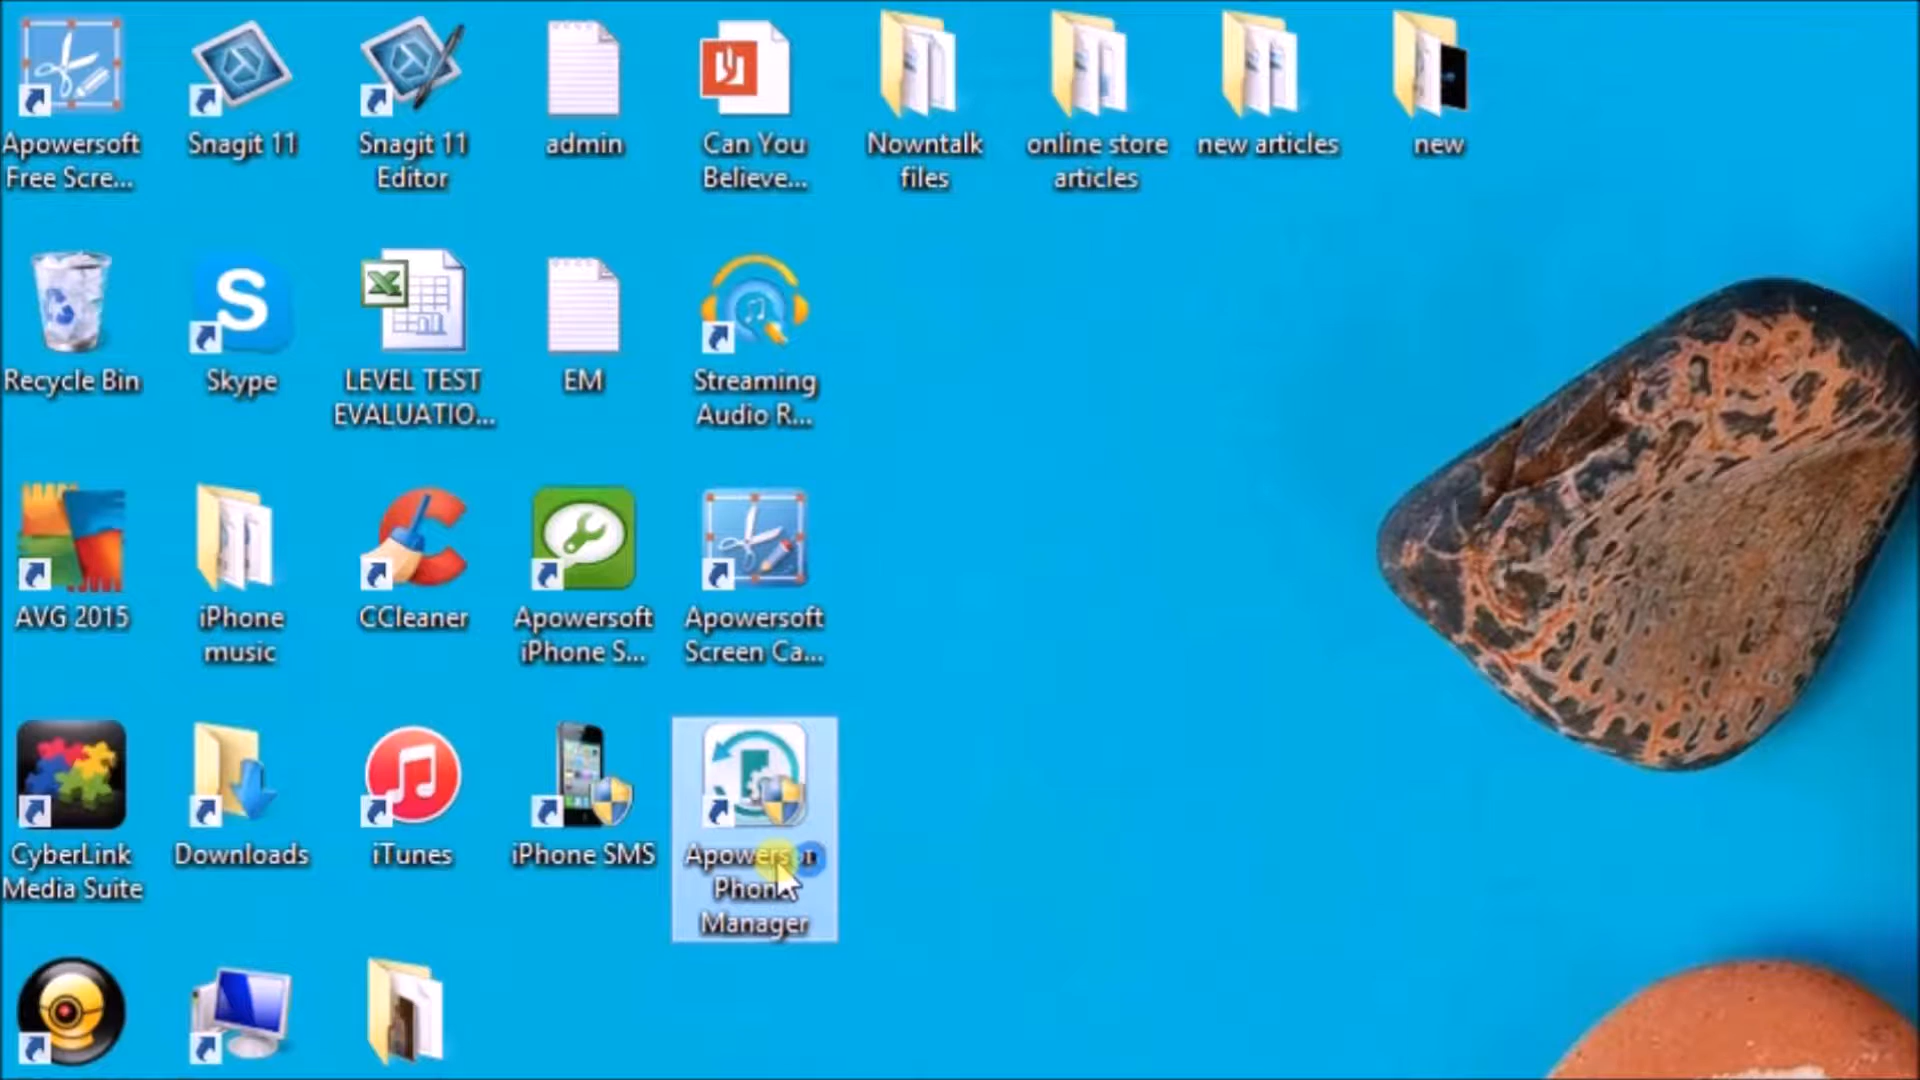 Apowersoft
Free Scre...
Snagit 11
Snagit 11
Editor
admin
Can You
Believe...
Nowntalk
files
online store
articles
new articles
new
Recycle Bin
S
Skype
LEVEL TEST
EVALUATIO...
EM
Streaming
Audio R...
AVG 2015
iPhone
music
CCleaner
Apowersoft
iPhone S...
Apowersoft
Screen Ca...
CyberLink
Media Suite
Downloads
iTunes
iPhone SMS
Manager